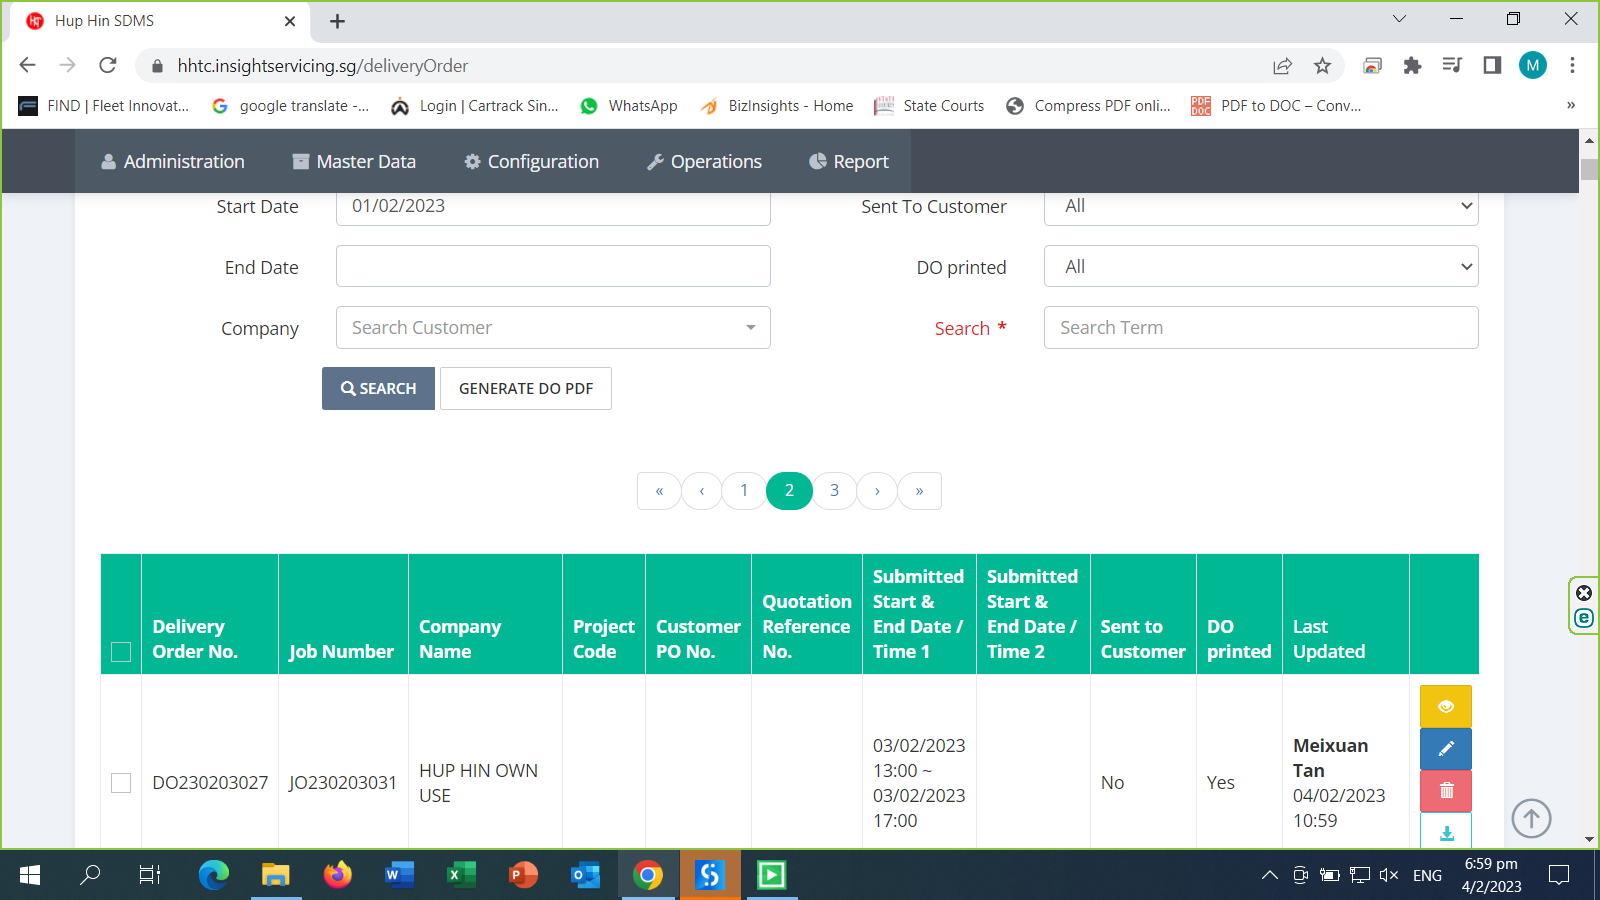 Hup Hin SDMS
hhtc.insightservicing.sg/deliveryOrder
M
FIND | Fleet Innovat...
google translate -...
Login | Cartrack Sin...
WhatsApp
BizInsights - Home
State Courts
Compress PDF onli...
PDF to DOC – Conv...
»
Administration
Master Data
Configuration
Operations
Report
Start Date
01/02/2023
Sent To Customer
All
End Date
DO printed
All
Company
Search Customer
Search *
Search Term
SEARCH
GENERATE DO PDF
« ‹ 1 2 3 › »
Delivery
Order No.
Job Number
Company
Name
Project
Code
Customer
PO No.
Quotation
Reference
No.
Submitted
Start &
End Date /
Time 1
Submitted
Start &
End Date /
Time 2
Sent to
Customer
DO
printed
Last
Updated
DO230203027
JO230203031
HUP HIN OWN
USE
03/02/2023
13:00 ~
03/02/2023
17:00
No
Yes
Meixuan
Tan
04/02/2023
10:59
ENG
6:59 pm
4/2/2023